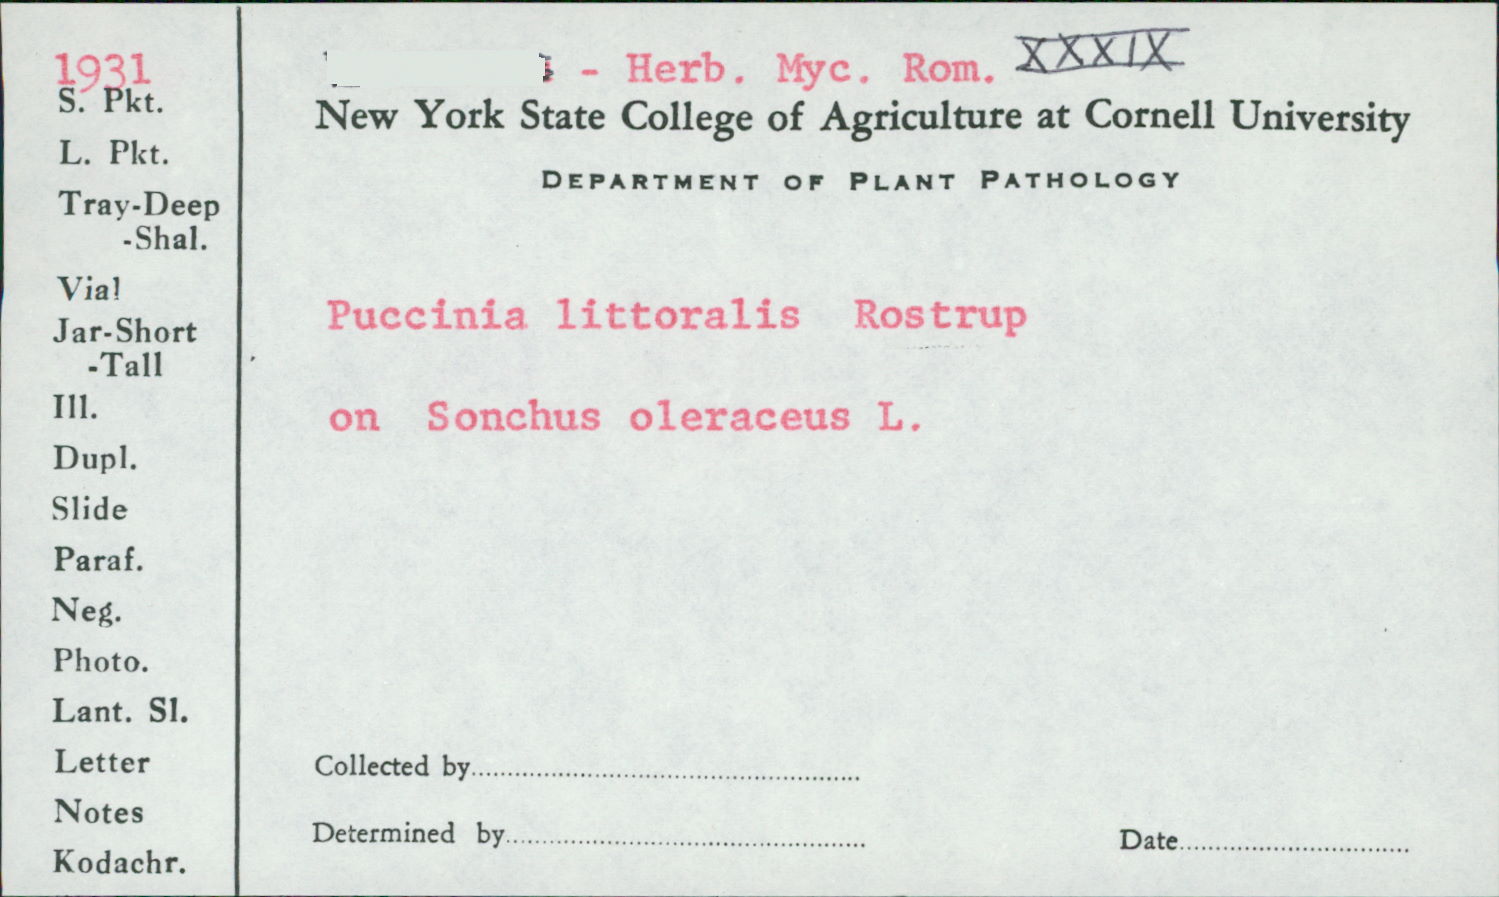 1931
S. Pkt.
L. Pkt.
Tray-Deep
-Shal.
Vial
Jar-Short
-Tall
Ill.
Dupl.
Slide
Paraf.
Neg.
Photo.
Lant. Sl.
Letter
Notes
Kodachr.
- Herb. Myc. Rom. XXXIX
New York State College of Agriculture at Cornell University
DEPARTMENT OF PLANT PATHOLOGY
Puccinia littoralis Rostrup
on Sonchus oleraceus L.
Collected by
Determined by
Date